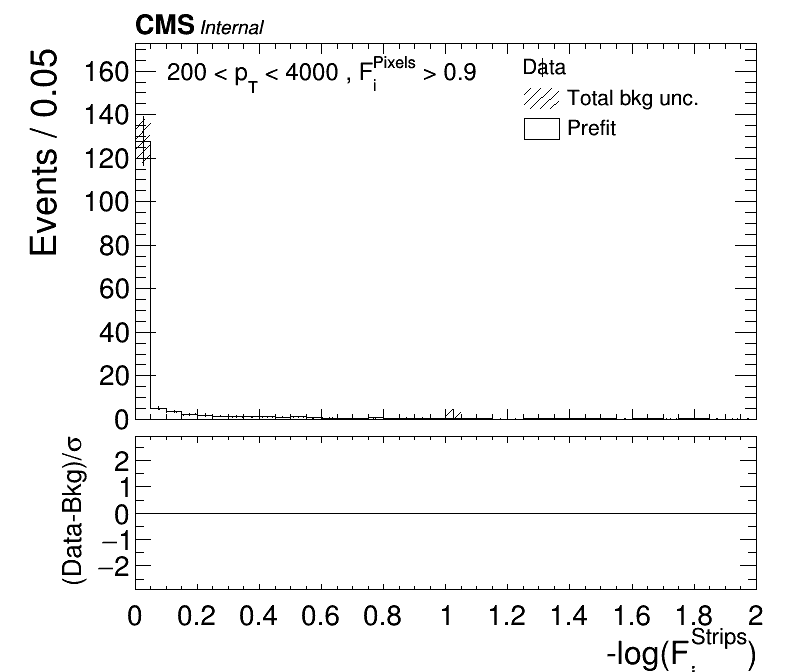 CMS Internal
200 < p_T < 4000 , F_i^Pixels > 0.9
Data
Total bkg unc.
Prefit
Events / 0.05
160
140
120
100
80
60
40
20
0
(Data-Bkg)/σ
2
1
0
−1
−2
0 0.2 0.4 0.6 0.8 1 1.2 1.4 1.6 1.8 2
-log(F_i^Strips)